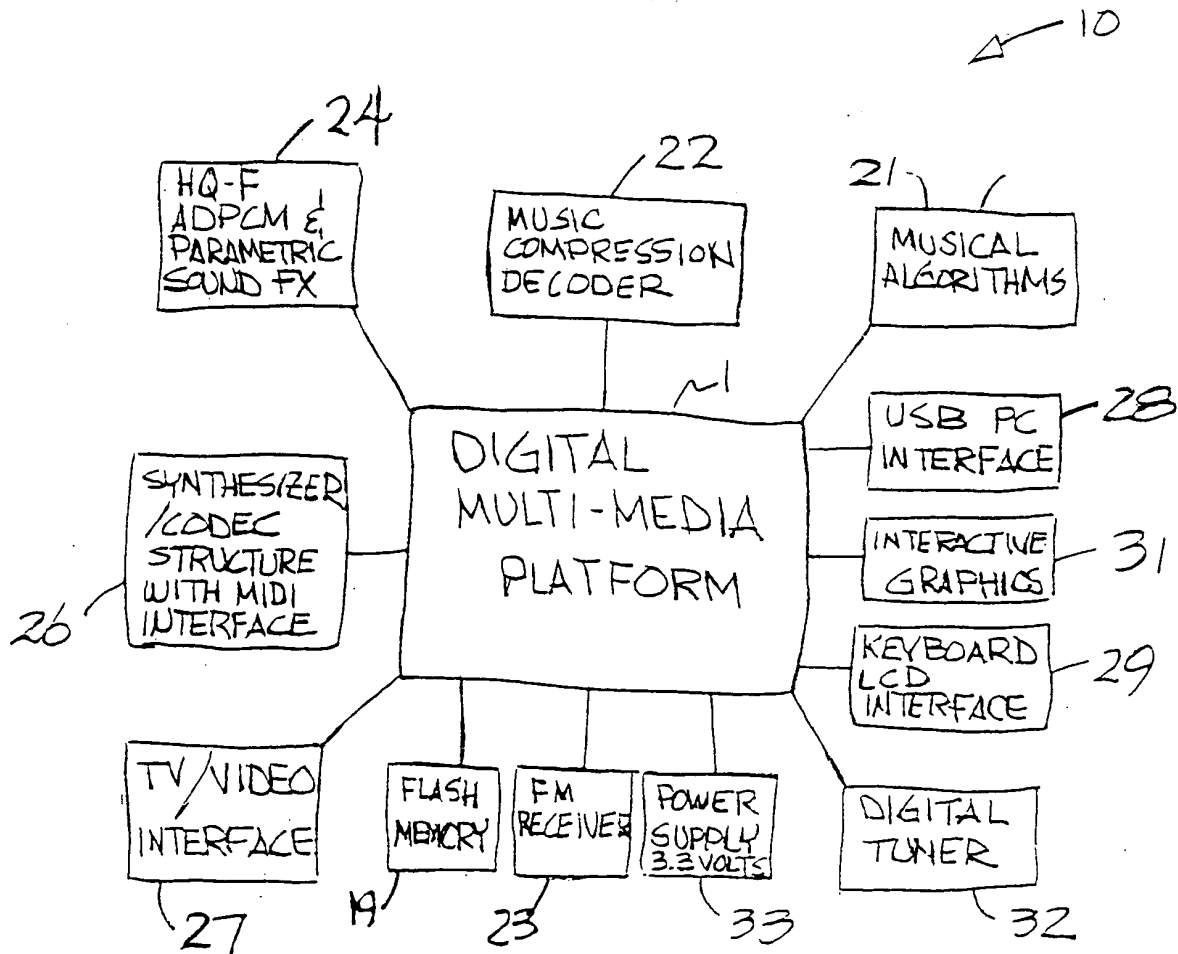 10
24
HQ-F
ADPCM &
PARAMETRIC
SOUND FX
22
MUSIC
COMPRESSION
DECODER
21
MUSICAL
ALGORITHMS
1
DIGITAL
MULTI-MEDIA
PLATFORM
28
USB PC
INTERFACE
SYNTHESIZER
/CODEC
STRUCTURE
WITH MIDI
INTERFACE
26
INTERACTIVE
GRAPHICS
31
KEYBOARD
LCD
INTERFACE
29
TV/VIDEO
INTERFACE
27
FLASH
MEMORY
19
FM
RECEIVER
23
POWER
SUPPLY
3.3 VOLTS
33
DIGITAL
TUNER
32